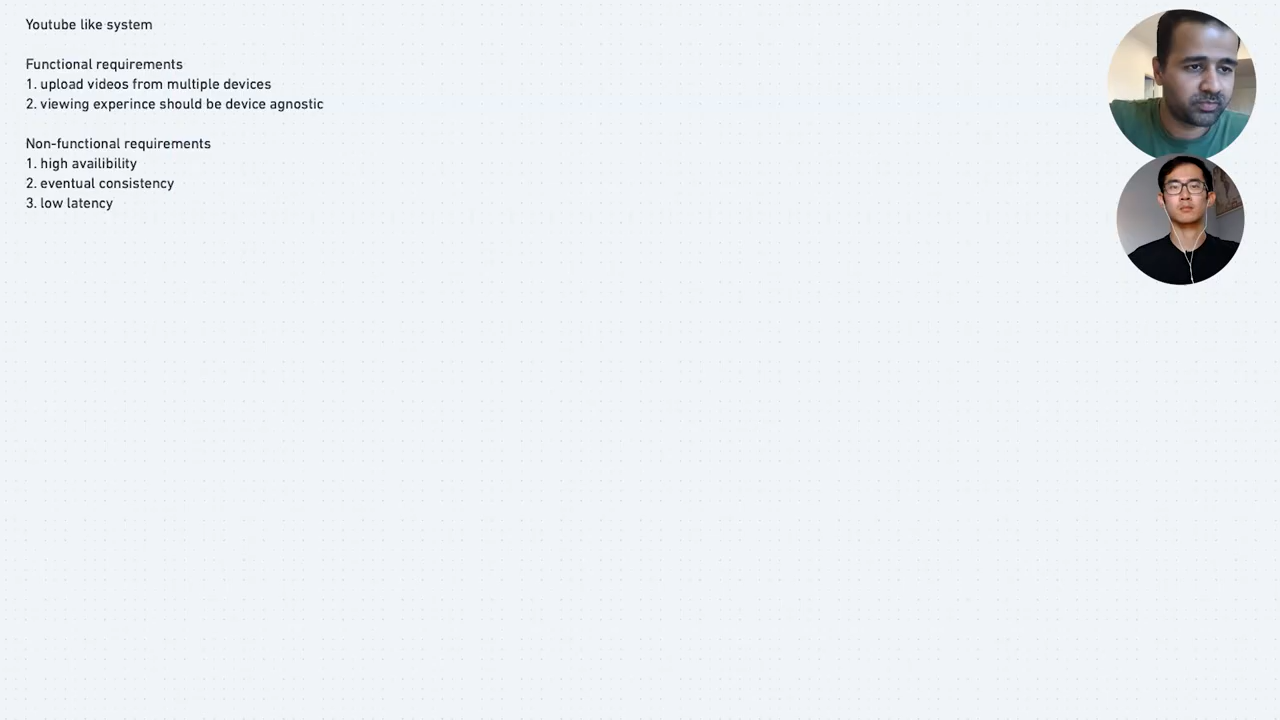 Youtube like system
Functional requirements
1. upload videos from multiple devices
2. viewing experince should be device agnostic
Non-functional requirements
1. high availibility
2. eventual consistency
3. low latency